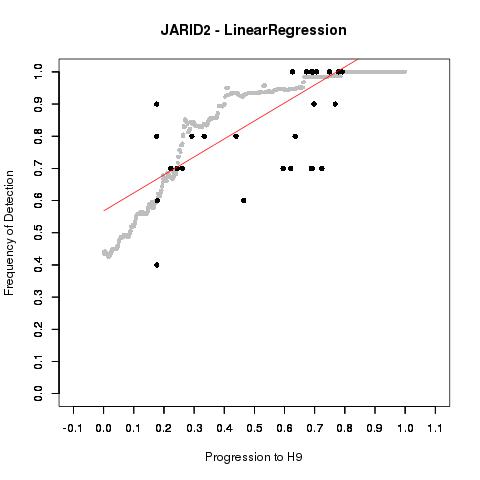 JARID2 - LinearRegression
Frequency of Detection
1.0
0.9
0.8
0.7
0.6
0.5
0.4
0.3
0.2
0.1
0.0
-0.1 0.0 0.1 0.2 0.3 0.4 0.5 0.6 0.7 0.8 0.9 1.0 1.1
Progression to H9